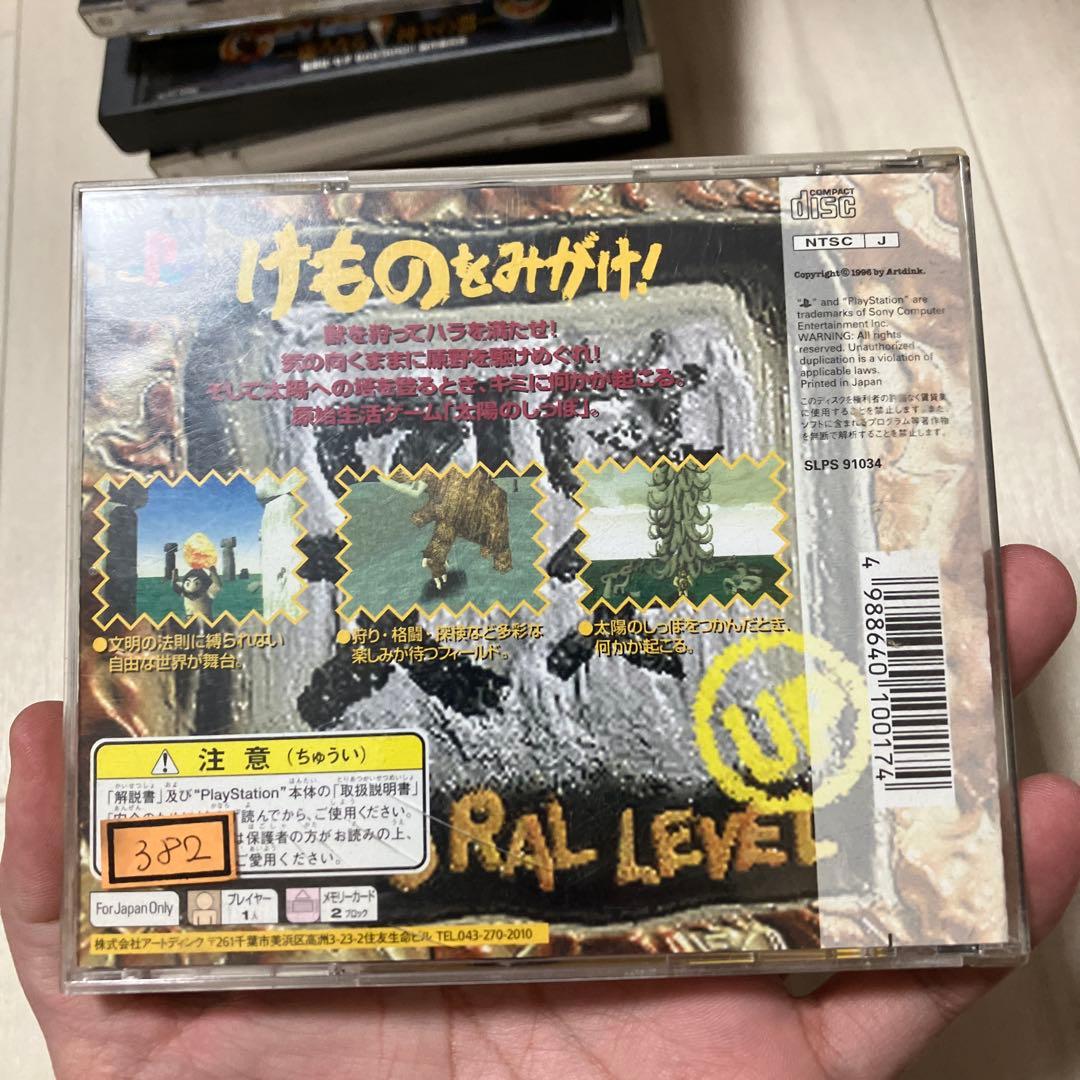 けものをみがけ!
獣を狩ってハラを満たせ!
気の向くままに原野を駆けめぐれ!
そして太陽への塔を登るとき、キミに何かが起こる。
原始生活ゲーム「太陽のしっぽ」。
●文明の法則に縛られない
自由な世界が舞台。
●狩り・格闘・探検など多彩な
楽しみが待つフィールド。
●太陽のしっぽをつかんだとき、
何かが起こる。
COMPACT
disc
NTSC J
Copyright © 1996 by Artdink.
" " and "PlayStation" are
trademarks of Sony Computer
Entertainment Inc.
WARNING: All rights
reserved. Unauthorized
duplication is a violation of
applicable laws.
Printed in Japan
このディスクを権利者の許諾なく賃貸業
に使用することを禁止します。また
ソフトに含まれるプログラム等著作物
を無断で解析することを禁止します。
SLPS 91034
4 988640 100174
UP
RAL LEVEL
注意(ちゅうい)
「解説書」及び"PlayStation"本体の「取扱説明書」
読んでから、ご使用ください。
は保護者の方がお読みの上、
ご愛用ください。
382
For Japan Only
プレイヤー
1人
メモリーカード
2ブロック
株式会社アートディンク 〒261千葉市美浜区高洲3-23-2住友生命ビル TEL.043-270-2010